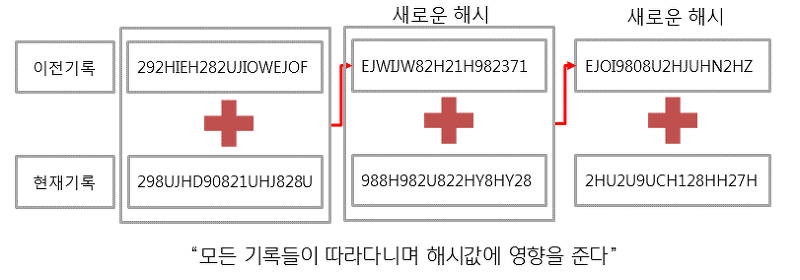 새로운 해시
새로운 해시
이전기록
292HIEH282UJIOWEJOF
EJWIJW82H21H982371
EJOI9808U2HJUHN2HZ
현재기록
298UJHD90821UHJ828U
988H982U822HY8HY28
2HU2U9UCH128HH27H
“모든 기록들이 따라다니며 해시값에 영향을 준다”